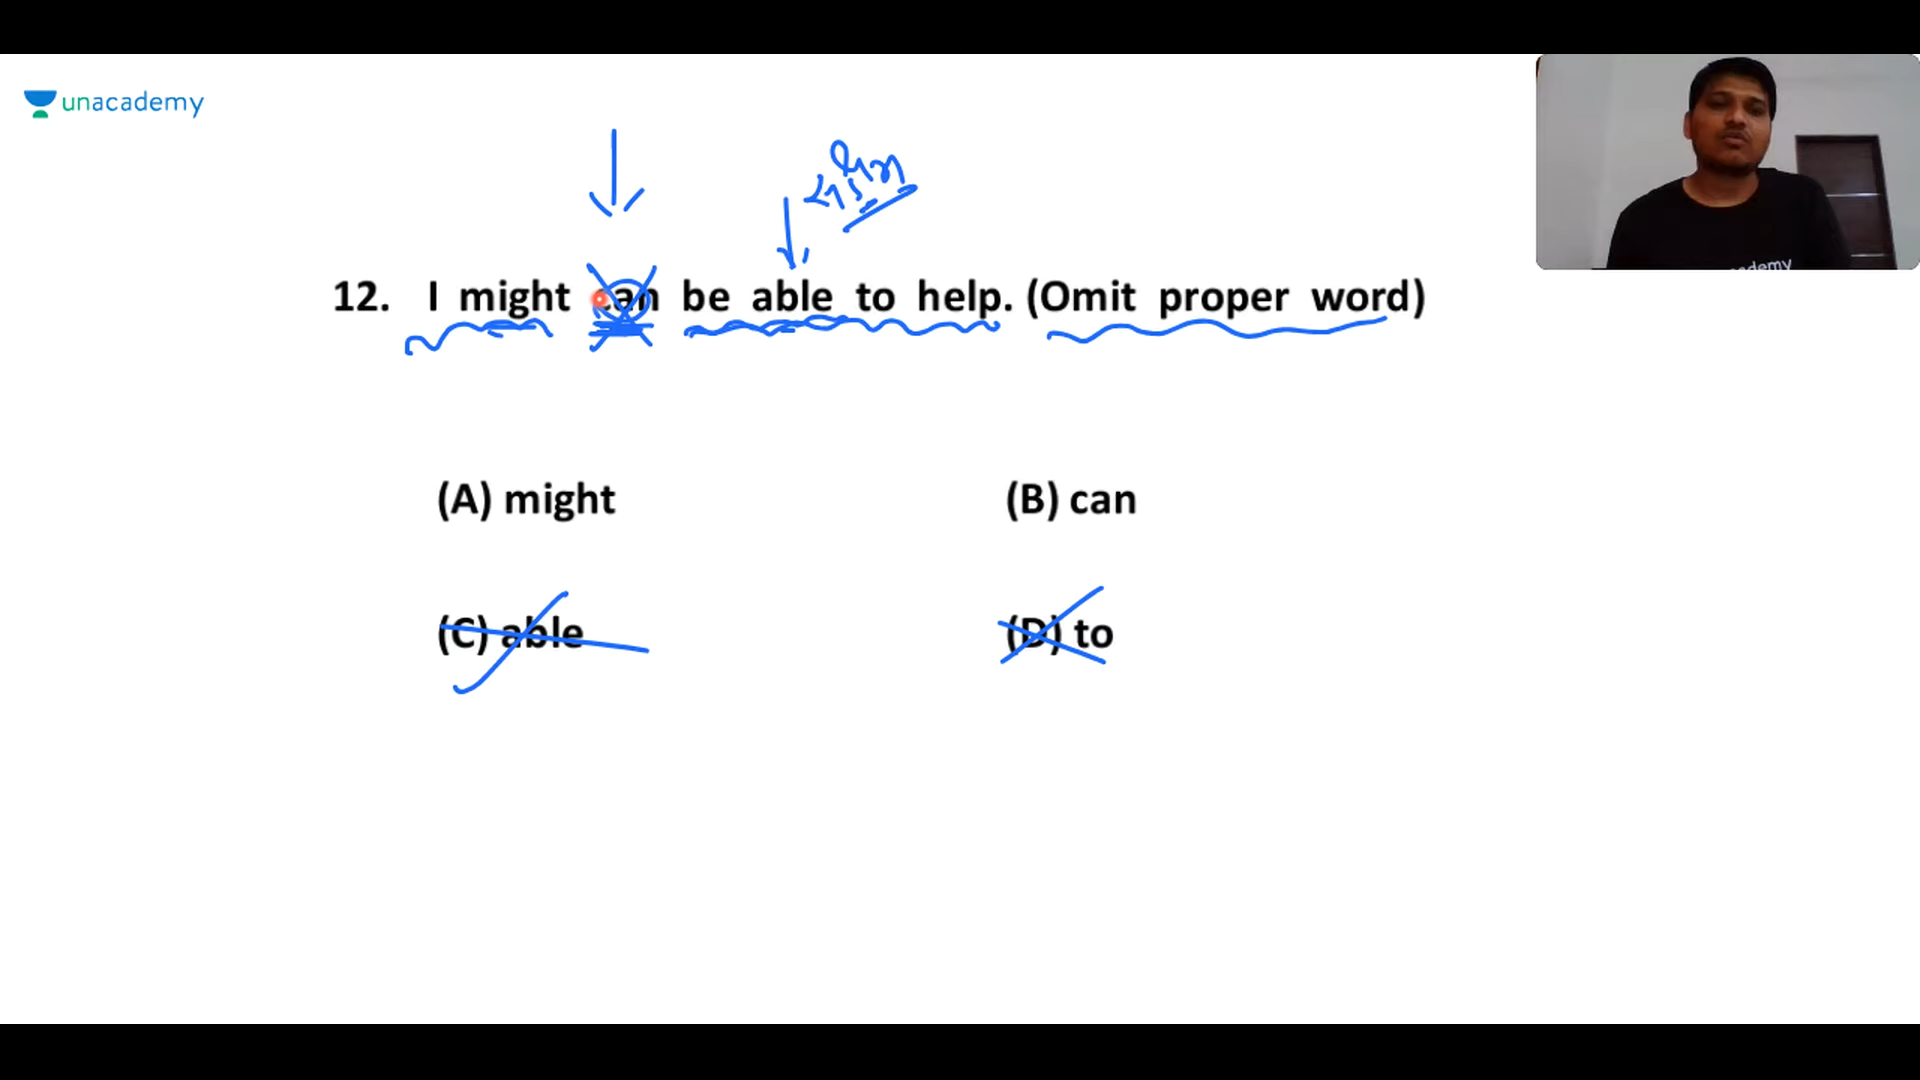 unacademy
12. I might can be able to help. (Omit proper word)
(A) might
(B) can
(C) able
(D) to